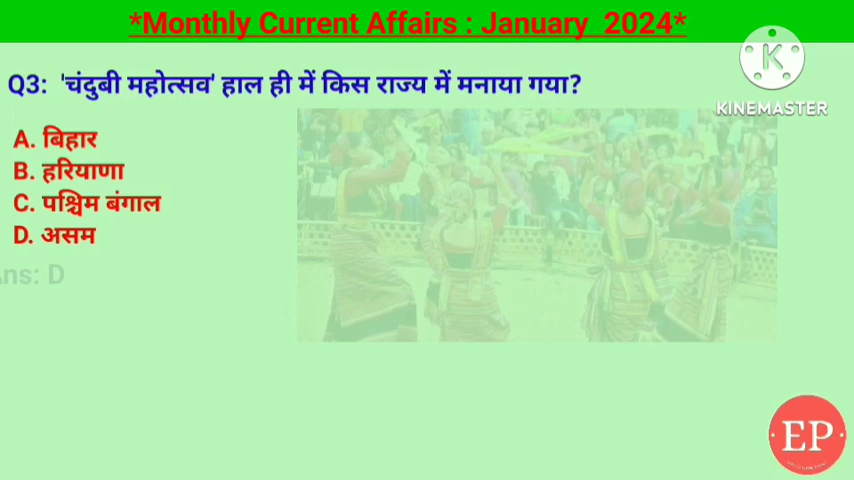 *Monthly Current Affairs : January 2024*
Q3: 'चंदुबी महोत्सव' हाल ही में किस राज्य में मनाया गया?
KINEMASTER
A. बिहार
B. हरियाणा
C. पश्चिम बंगाल
D. असम
Ans: D
EP